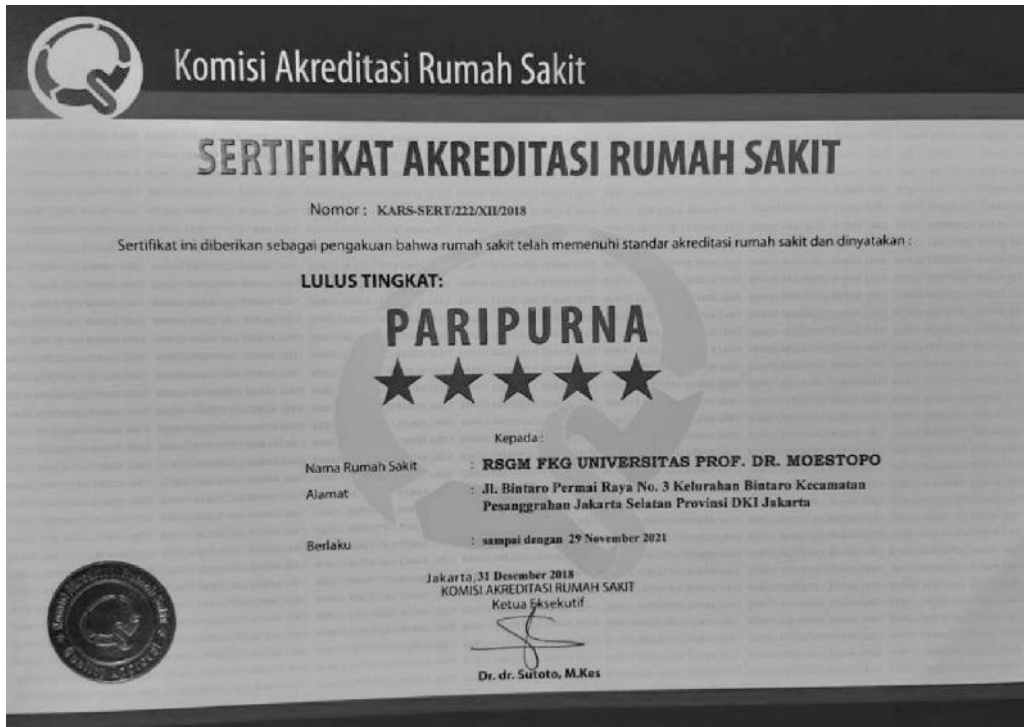 Komisi Akreditasi Rumah Sakit
SERTIFIKAT AKREDITASI RUMAH SAKIT
Nomor : KARS-SERT/222/XII/2018
Sertifikat ini diberikan sebagai pengakuan bahwa rumah sakit telah memenuhi standar akreditasi rumah sakit dan dinyatakan :
LULUS TINGKAT:
PARIPURNA
Kepada :
Nama Rumah Sakit : RSGM FKG UNIVERSITAS PROF. DR. MOESTOPO
Alamat : Jl. Bintaro Permai Raya No. 3 Kelurahan Bintaro Kecamatan
Pesanggrahan Jakarta Selatan Provinsi DKI Jakarta
Berlaku : sampai dengan 29 November 2021
Jakarta, 31 Desember 2018
KOMISI AKREDITASI RUMAH SAKIT
Ketua Eksekutif
Dr. dr. Sutoto, M.Kes